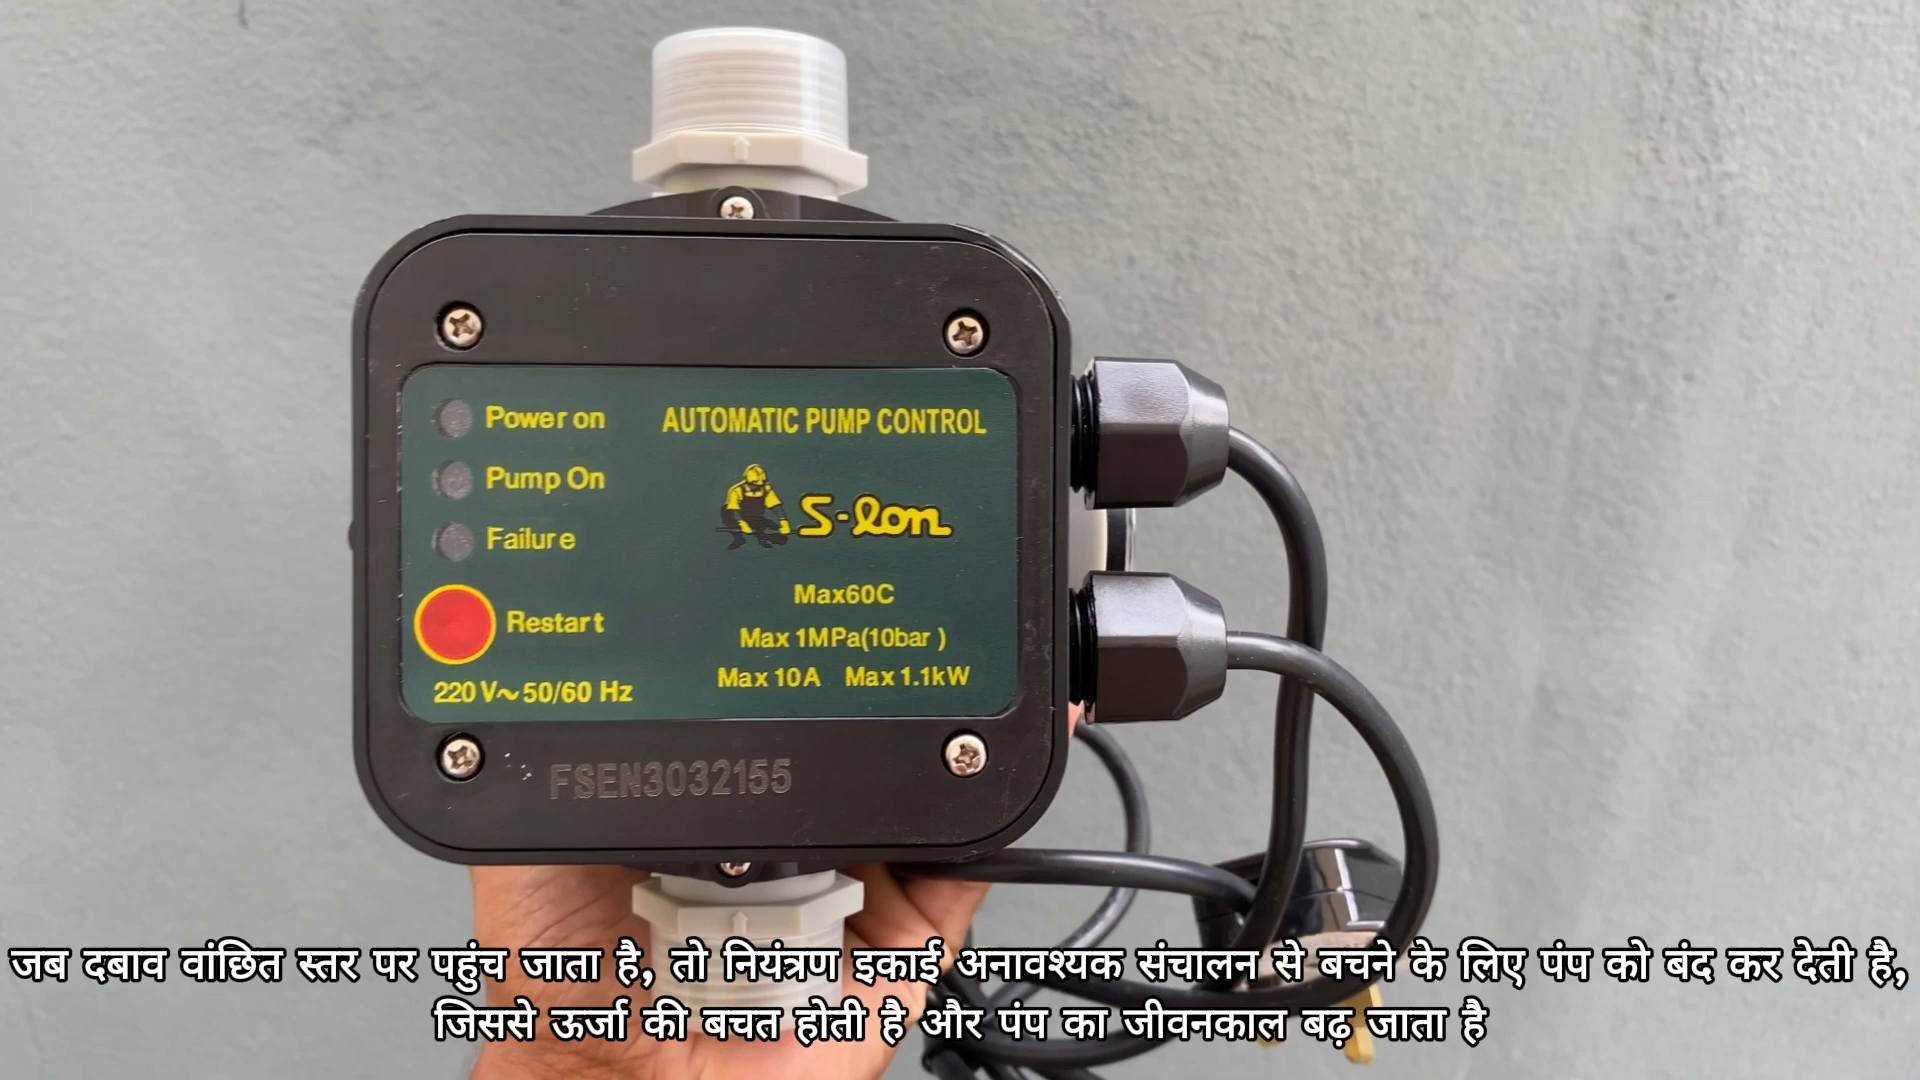 Power on
AUTOMATIC PUMP CONTROL
Pump On
S-lon
Failure
Max60C
Restart
Max 1MPa(10bar )
Max 10A Max 1.1kW
220 V~ 50/60 Hz
FSEN3032155
जब दबाव वांछित स्तर पर पहुंच जाता है, तो नियंत्रण इकाई अनावश्यक संचालन से बचने के लिए पंप को बंद कर देती है,
जिससे ऊर्जा की बचत होती है और पंप का जीवनकाल बढ़ जाता है